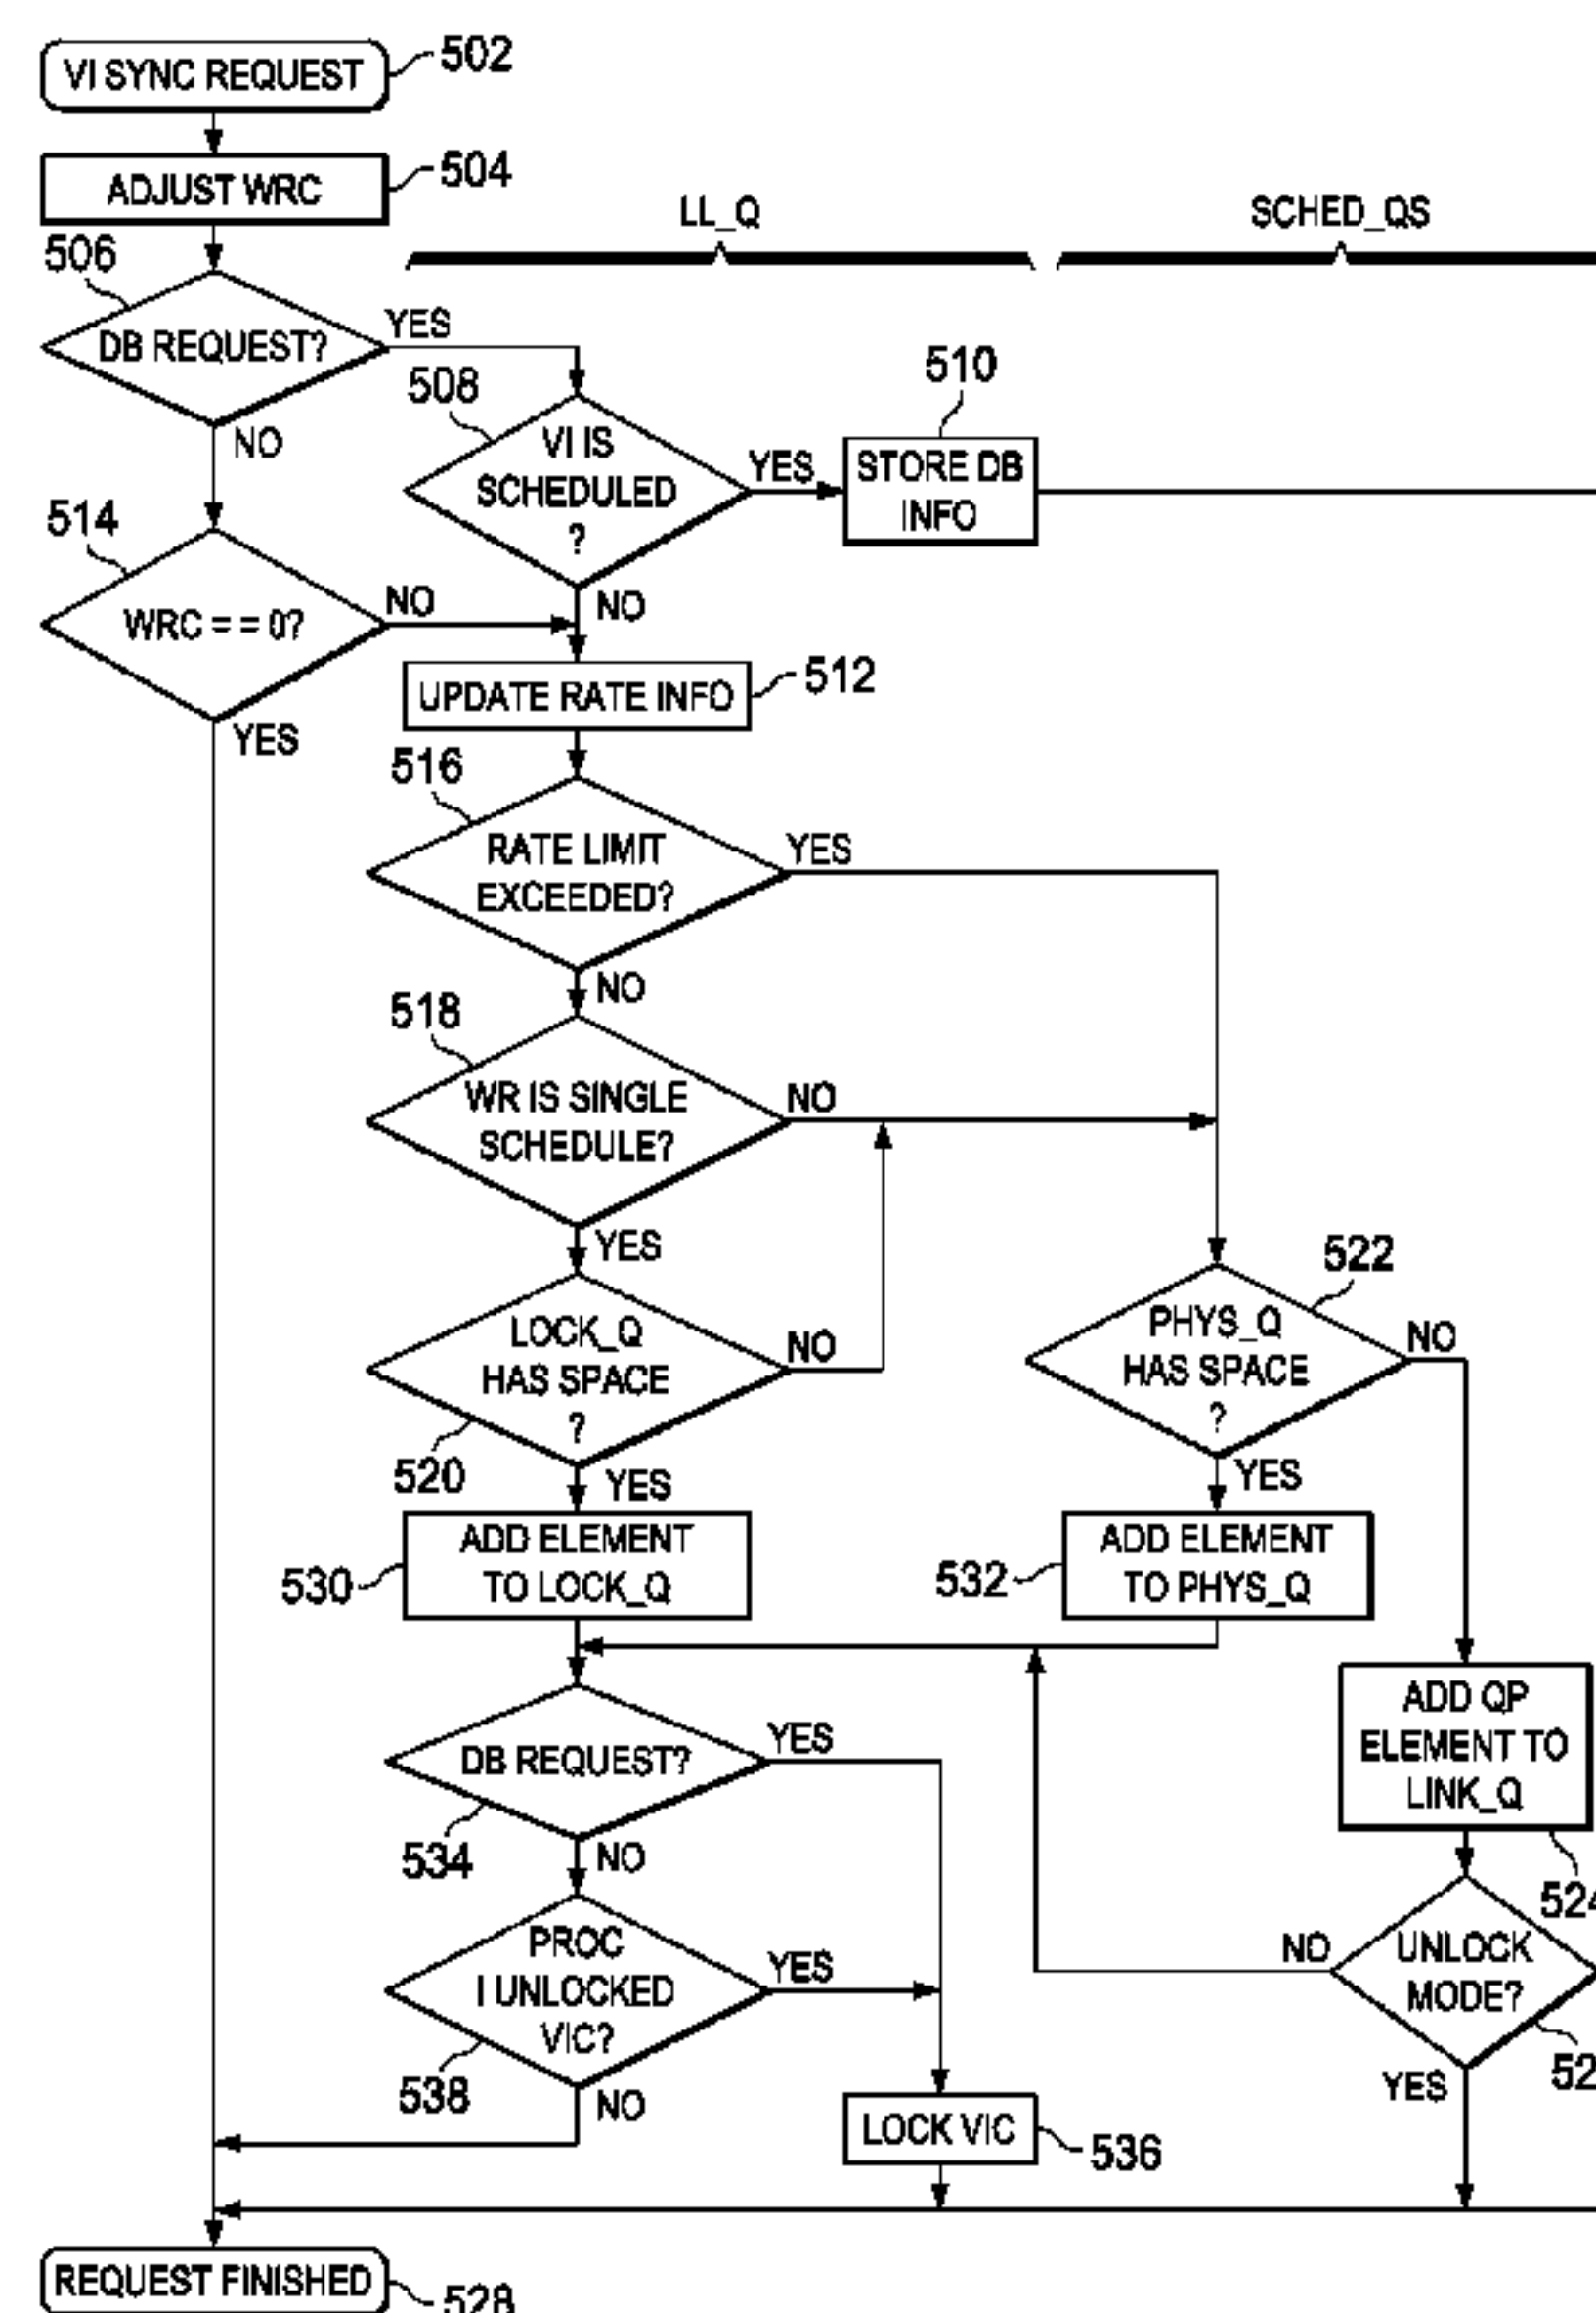 VI SYNC REQUEST
502
ADJUST WRC
504
LL_Q
SCHED_QS
506
DB REQUEST?
YES
NO
508
VI IS
SCHEDULED
?
YES
NO
510
STORE DB
INFO
514
WRC = = 0?
NO
YES
UPDATE RATE INFO
512
516
RATE LIMIT
EXCEEDED?
YES
NO
518
WR IS SINGLE
SCHEDULE?
NO
YES
LOCK_Q
HAS SPACE
?
NO
520
YES
522
PHYS_Q
HAS SPACE
?
NO
YES
ADD ELEMENT
TO LOCK_Q
530
ADD ELEMENT
TO PHYS_Q
532
ADD QP
ELEMENT TO
LINK_Q
524
DB REQUEST?
YES
534
NO
PROC
I UNLOCKED
VIC?
YES
538
NO
UNLOCK
MODE?
NO
52
YES
LOCK VIC
536
REQUEST FINISHED
528